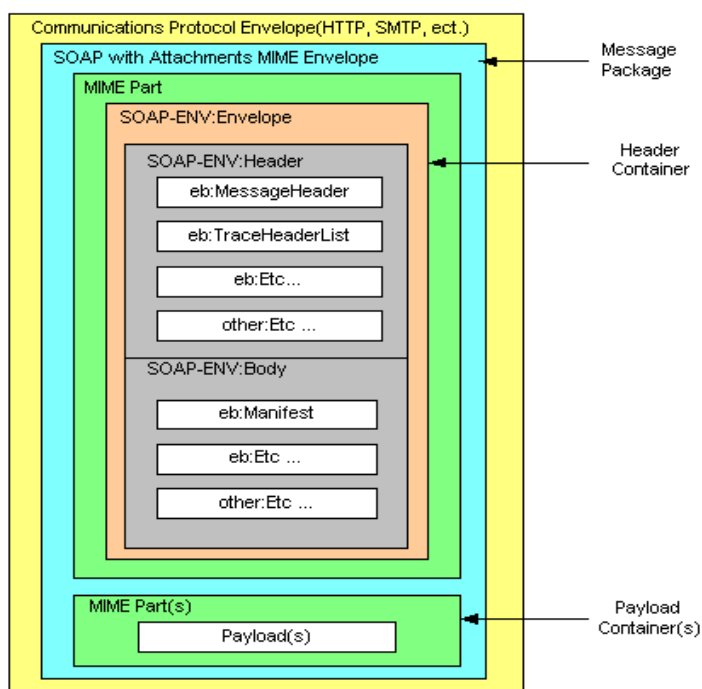 Communications Protocol Envelope(HTTP, SMTP, ect.)
SOAP with Attachments MIME Envelope
MIME Part
SOAP-ENV:Envelope
SOAP-ENV:Header
eb:MessageHeader
eb:TraceHeaderList
eb:Etc...
other:Etc ...
SOAP-ENV:Body
eb:Manifest
eb:Etc ...
other:Etc ...
MIME Part(s)
Payload(s)
Message
Package
Header
Container
Payload
Container(s)